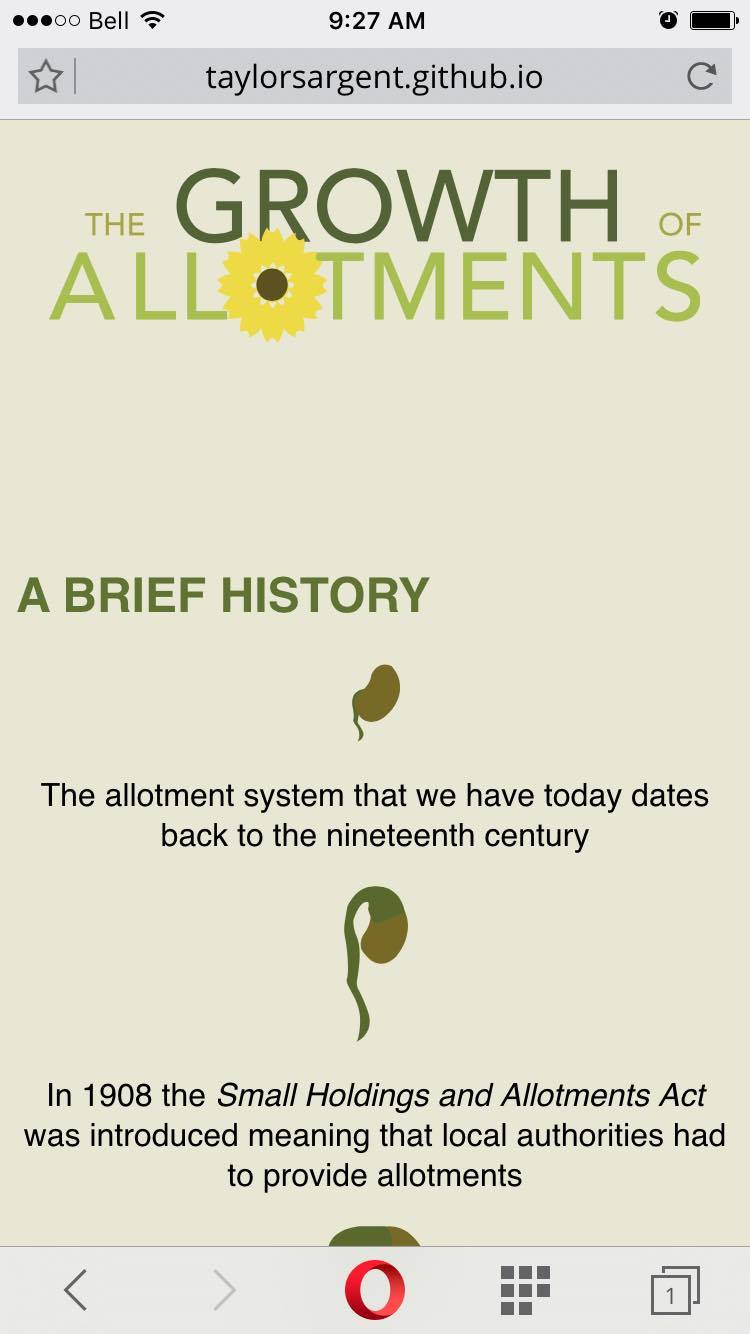 Bell 9:27 AM
taylorsargent.github.io
THE GROWTH OF
ALLOTMENTS
A BRIEF HISTORY
The allotment system that we have today dates
back to the nineteenth century
In 1908 the Small Holdings and Allotments Act
was introduced meaning that local authorities had
to provide allotments
1